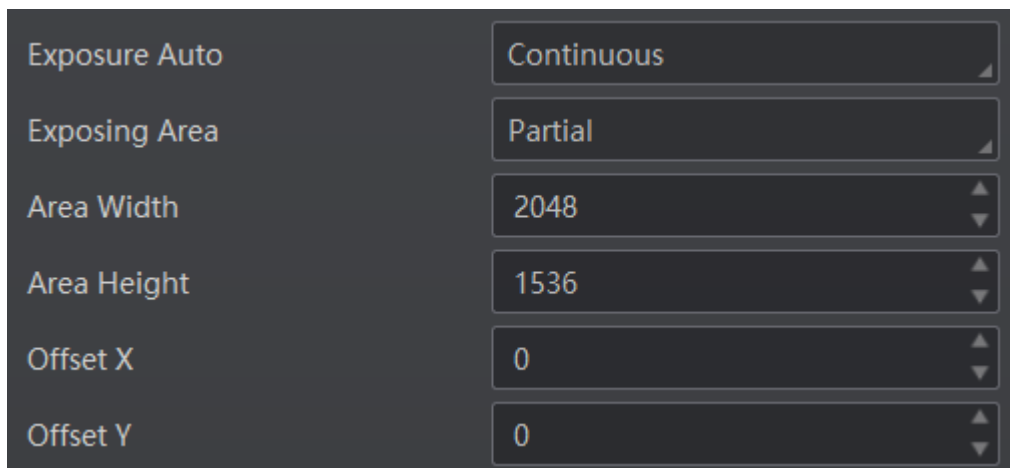 Exposure Auto Continuous
Exposing Area Partial
Area Width 2048
Area Height 1536
Offset X 0
Offset Y 0